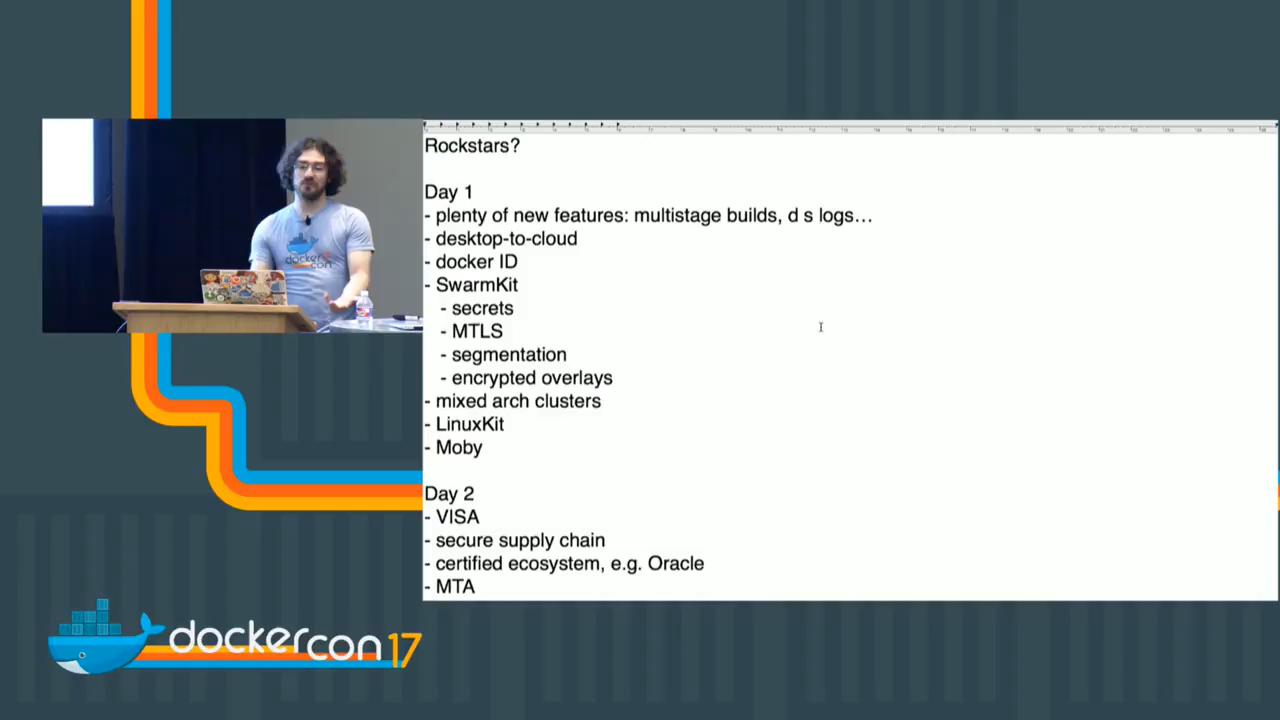 Rockstars?
Day 1
- plenty of new features: multistage builds, d s logs…
- desktop-to-cloud
- docker ID
- SwarmKit
- secrets
- MTLS
- segmentation
- encrypted overlays
- mixed arch clusters
- LinuxKit
- Moby
Day 2
- VISA
- secure supply chain
- certified ecosystem, e.g. Oracle
- MTA
docker con
dockercon 17